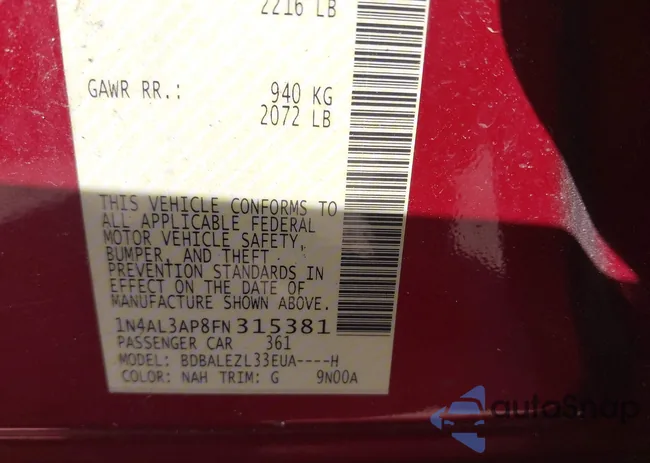 2216 LB
GAWR RR.: 940 KG
2072 LB
THIS VEHICLE CONFORMS TO
ALL APPLICABLE FEDERAL
MOTOR VEHICLE SAFETY,
BUMPER, AND THEFT
PREVENTION STANDARDS IN
EFFECT ON THE DATE OF
MANUFACTURE SHOWN ABOVE.
1N4AL3AP8FN315381
PASSENGER CAR 361
MODEL: BDBALEZL33EUA----H
COLOR: NAH TRIM: G 9N00A
autoSnap